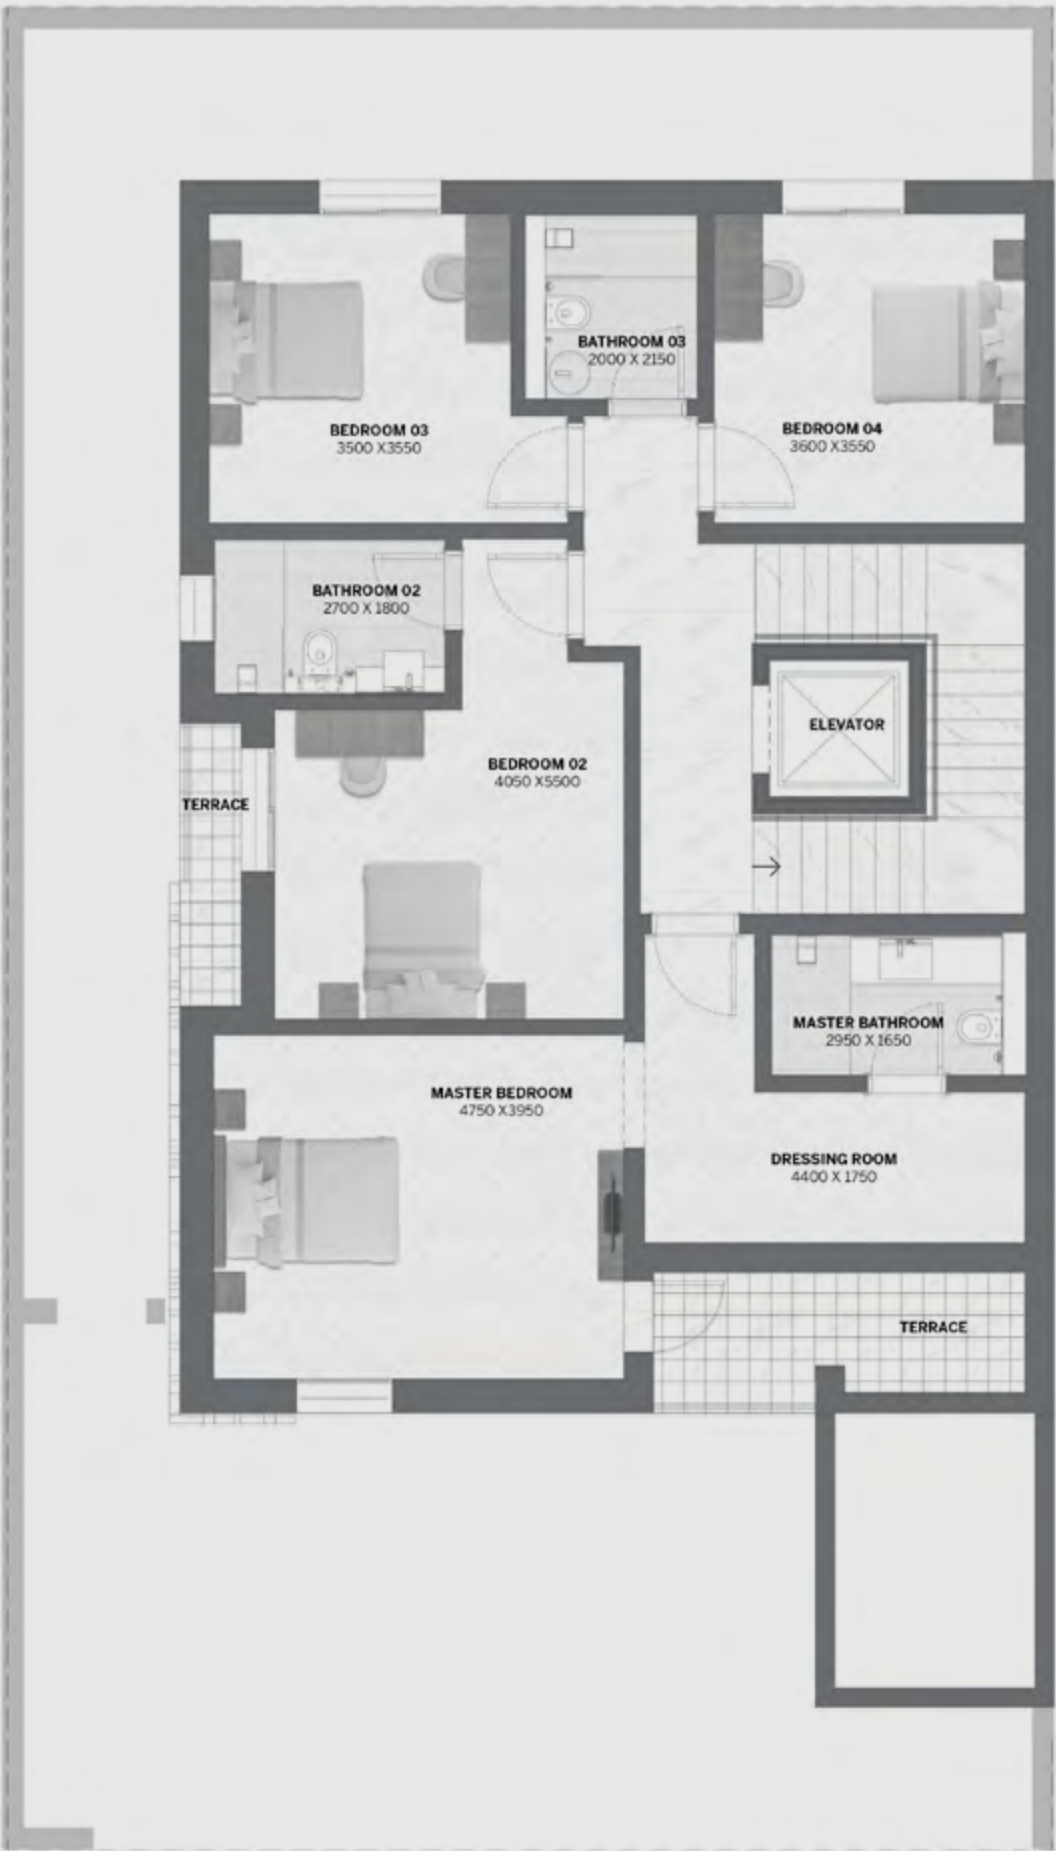 BATHROOM 03
2000 X 2150
BEDROOM 03
3500 X3550
BEDROOM 04
3600 X3550
BATHROOM 02
2700 X 1800
ELEVATOR
BEDROOM 02
4050 X5500
TERRACE
MASTER BATHROOM
2950 X 1650
MASTER BEDROOM
4750 X3950
DRESSING ROOM
4400 X 1750
TERRACE